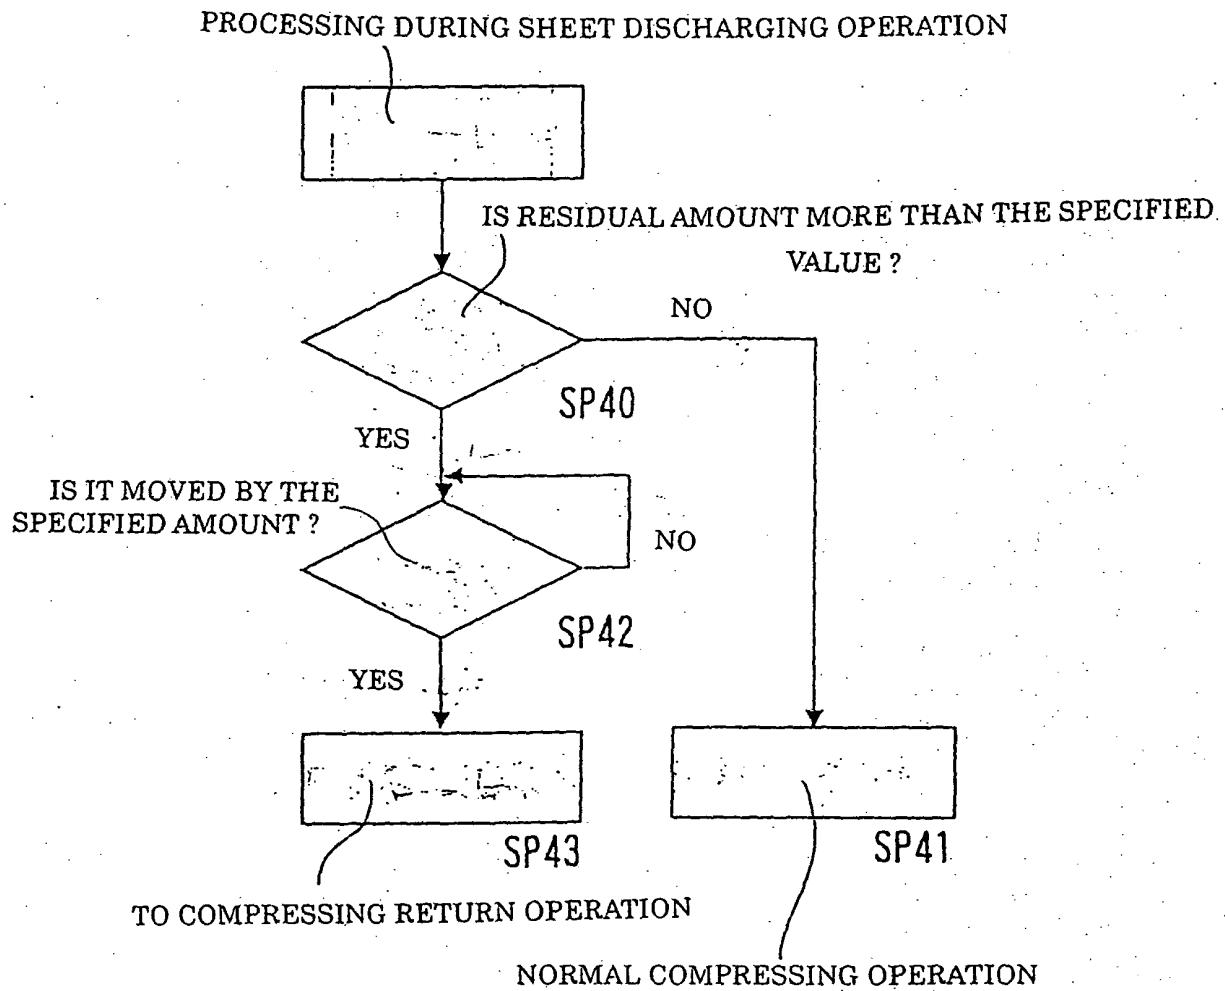 PROCESSING DURING SHEET DISCHARGING OPERATION
IS RESIDUAL AMOUNT MORE THAN THE SPECIFIED
VALUE ?
NO
SP40
YES
IS IT MOVED BY THE
SPECIFIED AMOUNT ?
NO
SP42
YES
SP43
SP41
TO COMPRESSING RETURN OPERATION
NORMAL COMPRESSING OPERATION